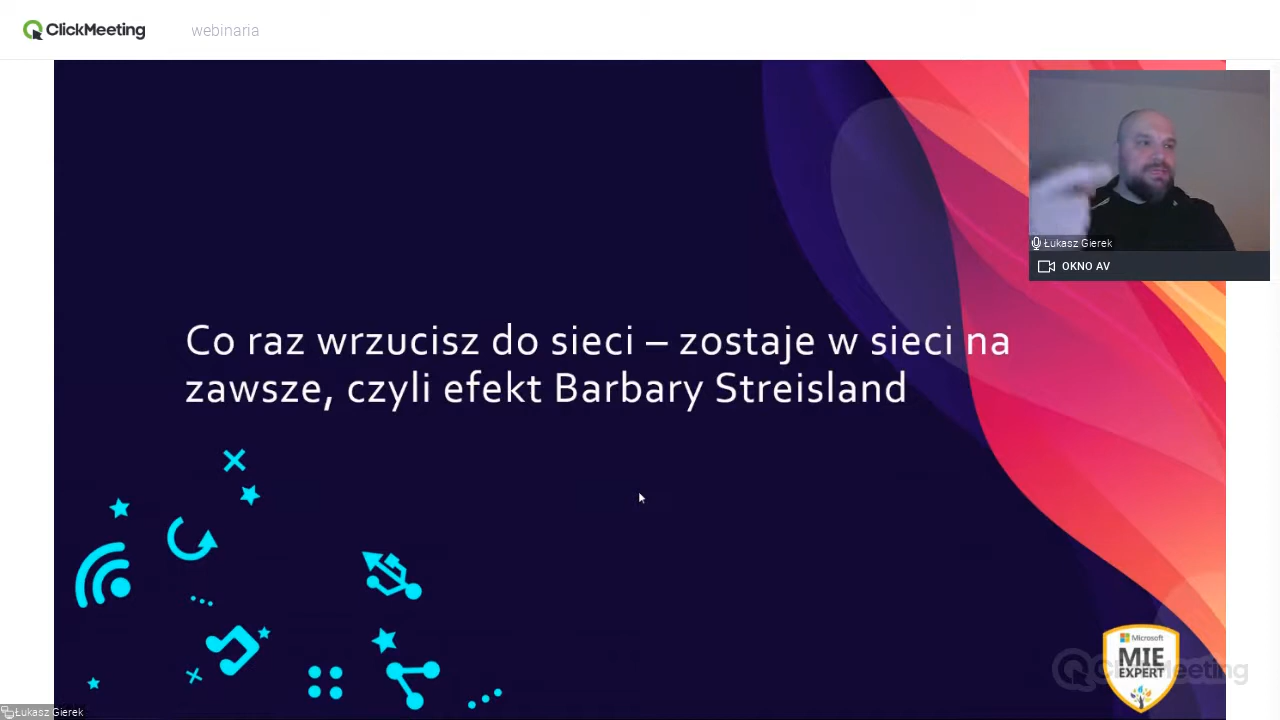 ClickMeeting
webinaria
Łukasz Gierek
OKNO AV
Co raz wrzucisz do sieci – zostaje w sieci na
zawsze, czyli efekt Barbary Streisland
Microsoft
MIE
EXPERT
ClickMeeting
Łukasz Gierek